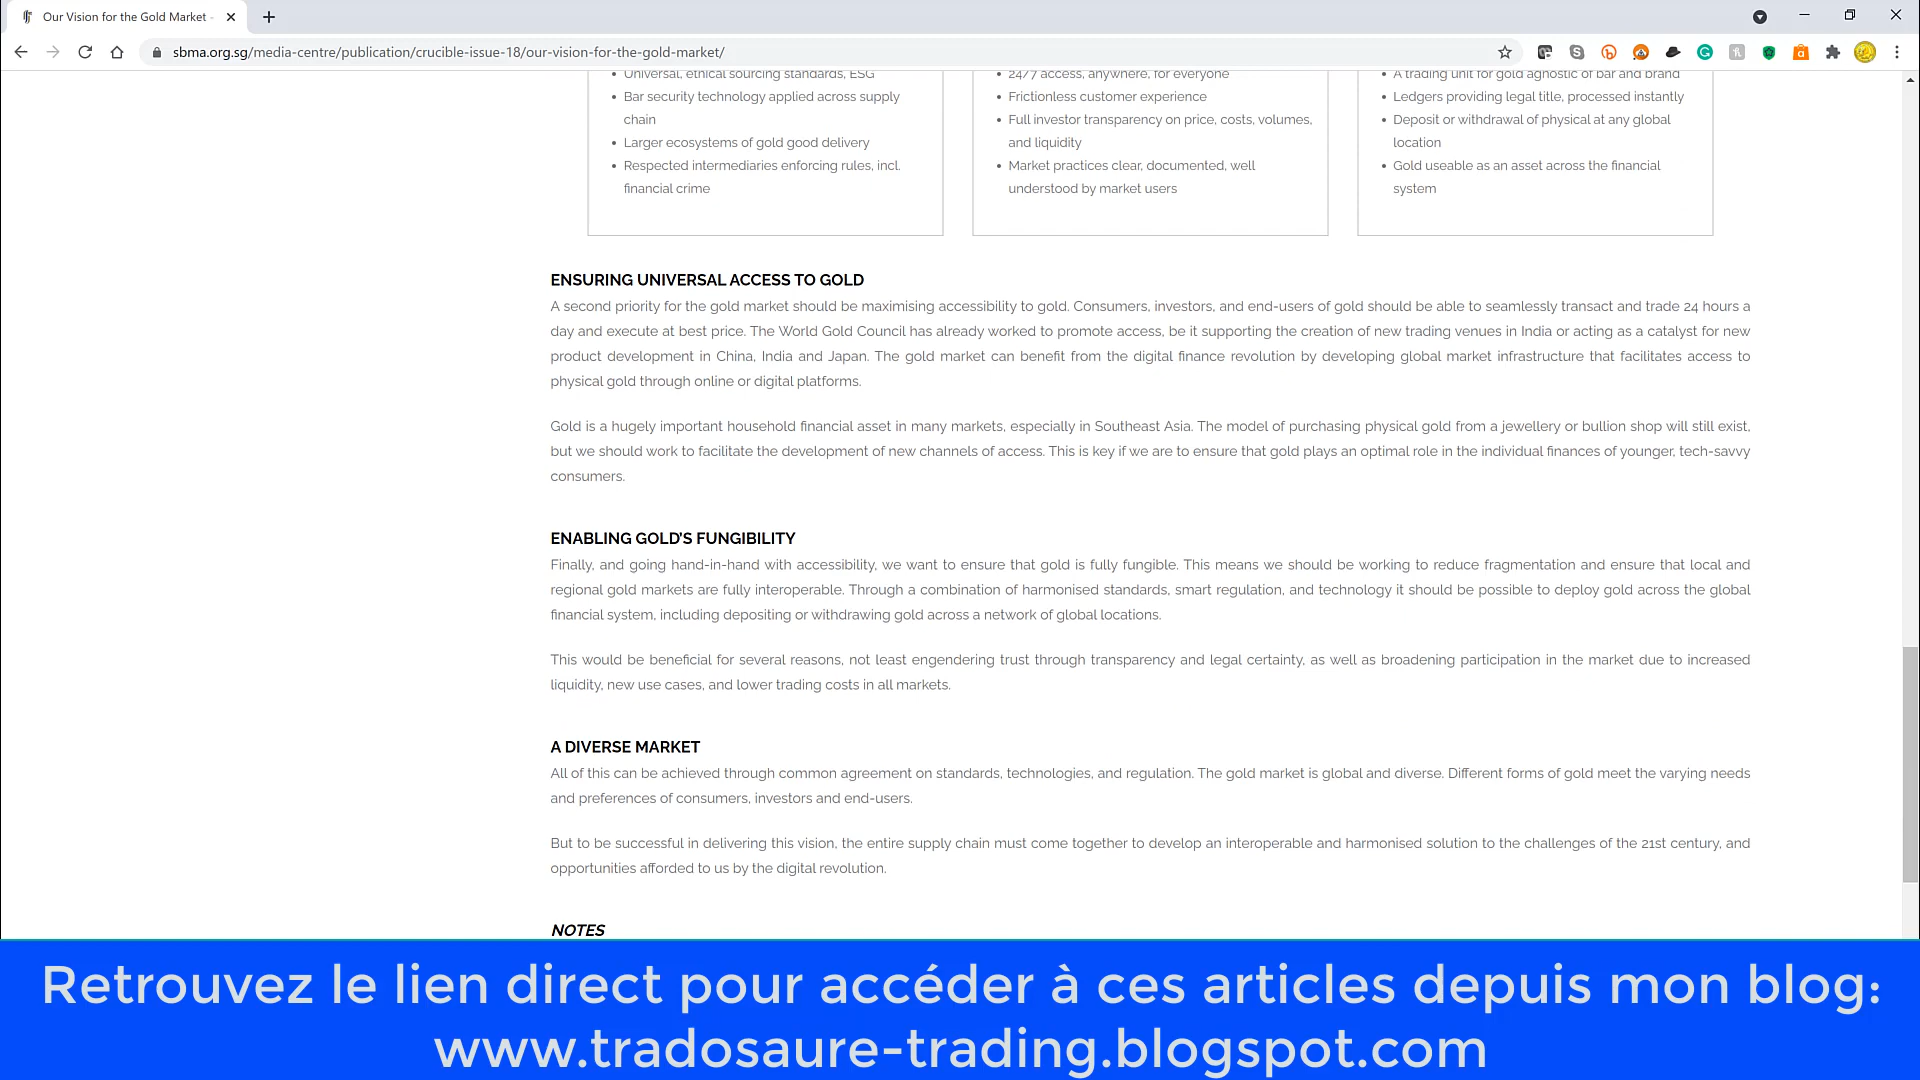 Our Vision for the Gold Market -
sbma.org.sg/media-centre/publication/crucible-issue-18/our-vision-for-the-gold-market/
Universal, ethical sourcing standards, ESG
Bar security technology applied across supply
chain
Larger ecosystems of gold good delivery
Respected intermediaries enforcing rules, incl.
financial crime
24/7 access, anywhere, for everyone
Frictionless customer experience
Full investor transparency on price, costs, volumes,
and liquidity
Market practices clear, documented, well
understood by market users
A trading unit for gold agnostic of bar and brand
Ledgers providing legal title, processed instantly
Deposit or withdrawal of physical at any global
location
Gold useable as an asset across the financial
system
ENSURING UNIVERSAL ACCESS TO GOLD
A second priority for the gold market should be maximising accessibility to gold. Consumers, investors, and end-users of gold should be able to seamlessly transact and trade 24 hours a
day and execute at best price. The World Gold Council has already worked to promote access, be it supporting the creation of new trading venues in India or acting as a catalyst for new
product development in China, India and Japan. The gold market can benefit from the digital finance revolution by developing global market infrastructure that facilitates access to
physical gold through online or digital platforms.
Gold is a hugely important household financial asset in many markets, especially in Southeast Asia. The model of purchasing physical gold from a jewellery or bullion shop will still exist,
but we should work to facilitate the development of new channels of access. This is key if we are to ensure that gold plays an optimal role in the individual finances of younger, tech-savvy
consumers.
ENABLING GOLD'S FUNGIBILITY
Finally, and going hand-in-hand with accessibility, we want to ensure that gold is fully fungible. This means we should be working to reduce fragmentation and ensure that local and
regional gold markets are fully interoperable. Through a combination of harmonised standards, smart regulation, and technology it should be possible to deploy gold across the global
financial system, including depositing or withdrawing gold across a network of global locations.
This would be beneficial for several reasons, not least engendering trust through transparency and legal certainty, as well as broadening participation in the market due to increased
liquidity, new use cases, and lower trading costs in all markets.
A DIVERSE MARKET
All of this can be achieved through common agreement on standards, technologies, and regulation. The gold market is global and diverse. Different forms of gold meet the varying needs
and preferences of consumers, investors and end-users.
But to be successful in delivering this vision, the entire supply chain must come together to develop an interoperable and harmonised solution to the challenges of the 21st century, and
opportunities afforded to us by the digital revolution.
NOTES
Retrouvez le lien direct pour accéder à ces articles depuis mon blog:
www.tradosaure-trading.blogspot.com